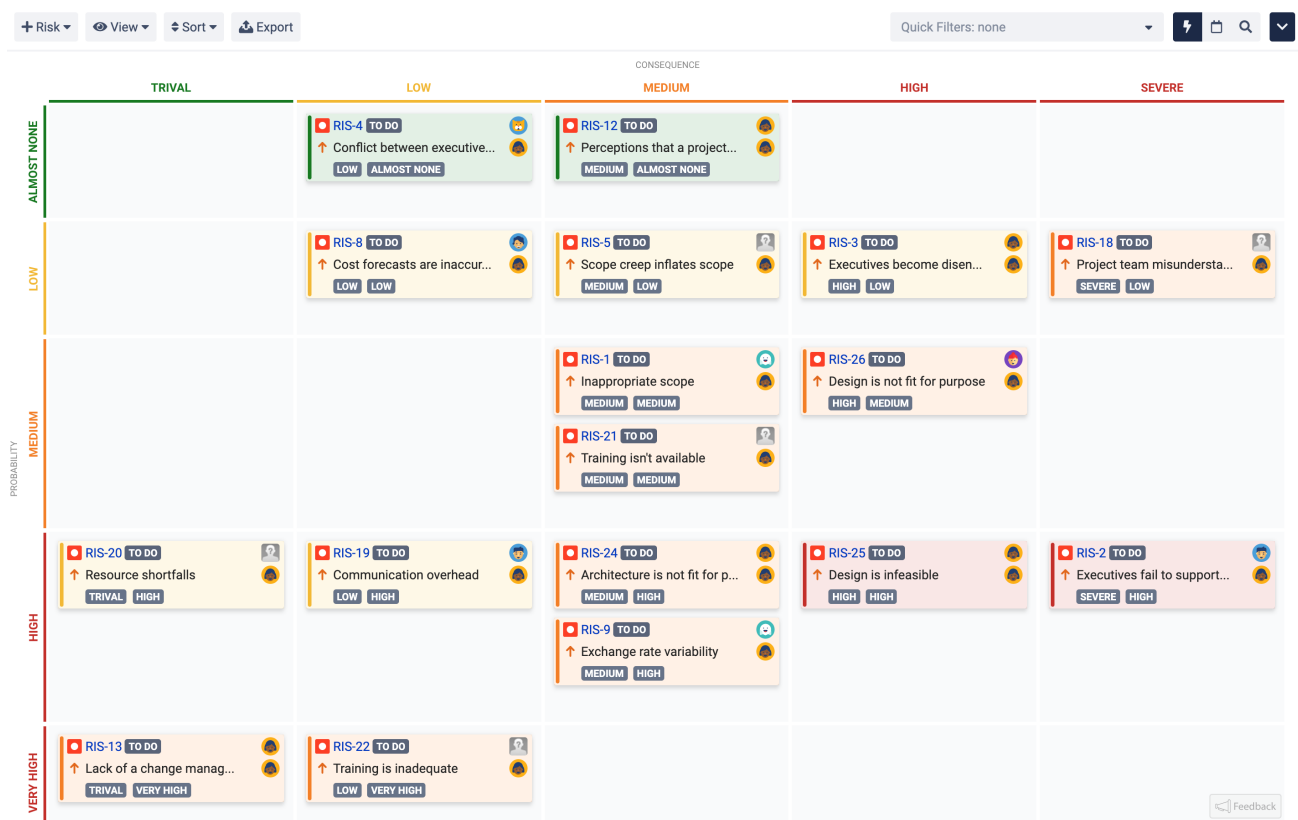 + Risk View Sort Export Quick Filters: none
CONSEQUENCE
TRIVAL LOW MEDIUM HIGH SEVERE
PROBABILITY
ALMOST NONE
RIS-4 TO DO
Conflict between executive...
LOW ALMOST NONE
RIS-12 TO DO
Perceptions that a project...
MEDIUM ALMOST NONE
LOW
RIS-8 TO DO
Cost forecasts are inaccur...
LOW LOW
RIS-5 TO DO
Scope creep inflates scope
MEDIUM LOW
RIS-3 TO DO
Executives become disen...
HIGH LOW
RIS-18 TO DO
Project team misundersta...
SEVERE LOW
MEDIUM
RIS-1 TO DO
Inappropriate scope
MEDIUM MEDIUM
RIS-21 TO DO
Training isn't available
MEDIUM MEDIUM
RIS-26 TO DO
Design is not fit for purpose
HIGH MEDIUM
HIGH
RIS-20 TO DO
Resource shortfalls
TRIVAL HIGH
RIS-19 TO DO
Communication overhead
LOW HIGH
RIS-24 TO DO
Architecture is not fit for p...
MEDIUM HIGH
RIS-9 TO DO
Exchange rate variability
MEDIUM HIGH
RIS-25 TO DO
Design is infeasible
HIGH HIGH
RIS-2 TO DO
Executives fail to support...
SEVERE HIGH
VERY HIGH
RIS-13 TO DO
Lack of a change manag...
TRIVAL VERY HIGH
RIS-22 TO DO
Training is inadequate
LOW VERY HIGH
Feedback